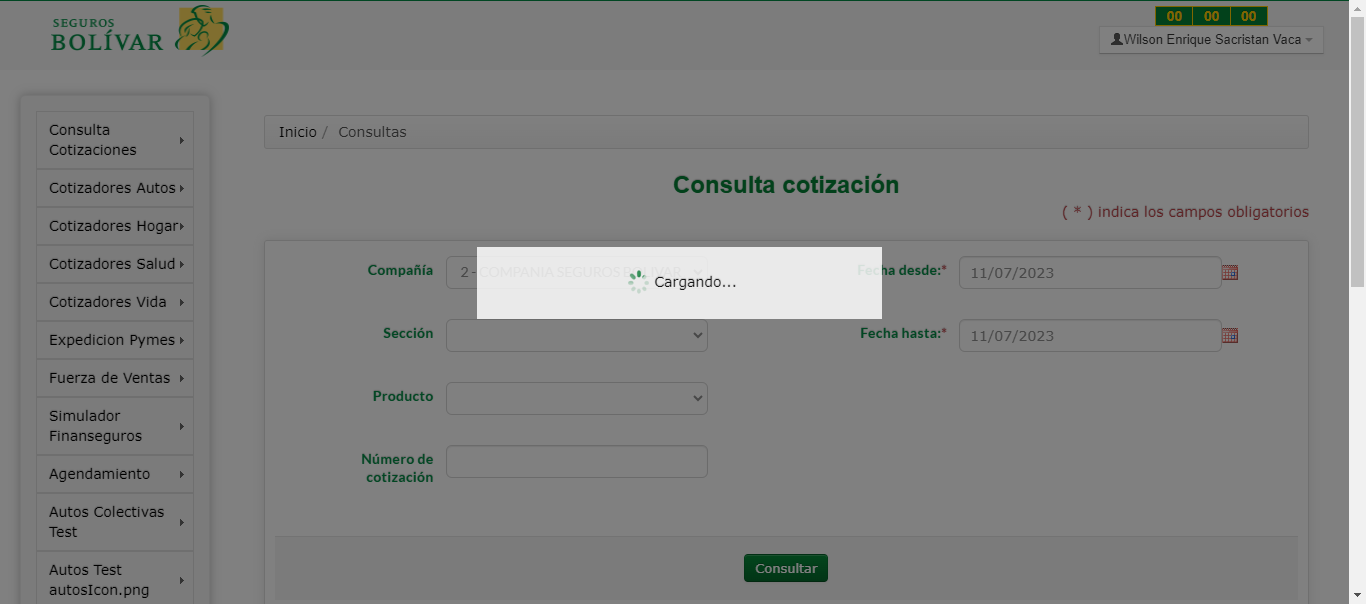 SEGUROS
BOLÍVAR
00 00 00
Wilson Enrique Sacristan Vaca
Consulta
Cotizaciones
Cotizadores Autos
Cotizadores Hogar
Cotizadores Salud
Cotizadores Vida
Expedicion Pymes
Fuerza de Ventas
Simulador
Finanseguros
Agendamiento
Autos Colectivas
Test
Autos Test
autosIcon.png
Inicio / Consultas
Consulta cotización
( * ) indica los campos obligatorios
Compañía 2 - COMPANIA SEGUROS BOLIVAR Fecha desde:* 11/07/2023
Cargando...
Sección Fecha hasta:* 11/07/2023
Producto
Número de
cotización
Consultar